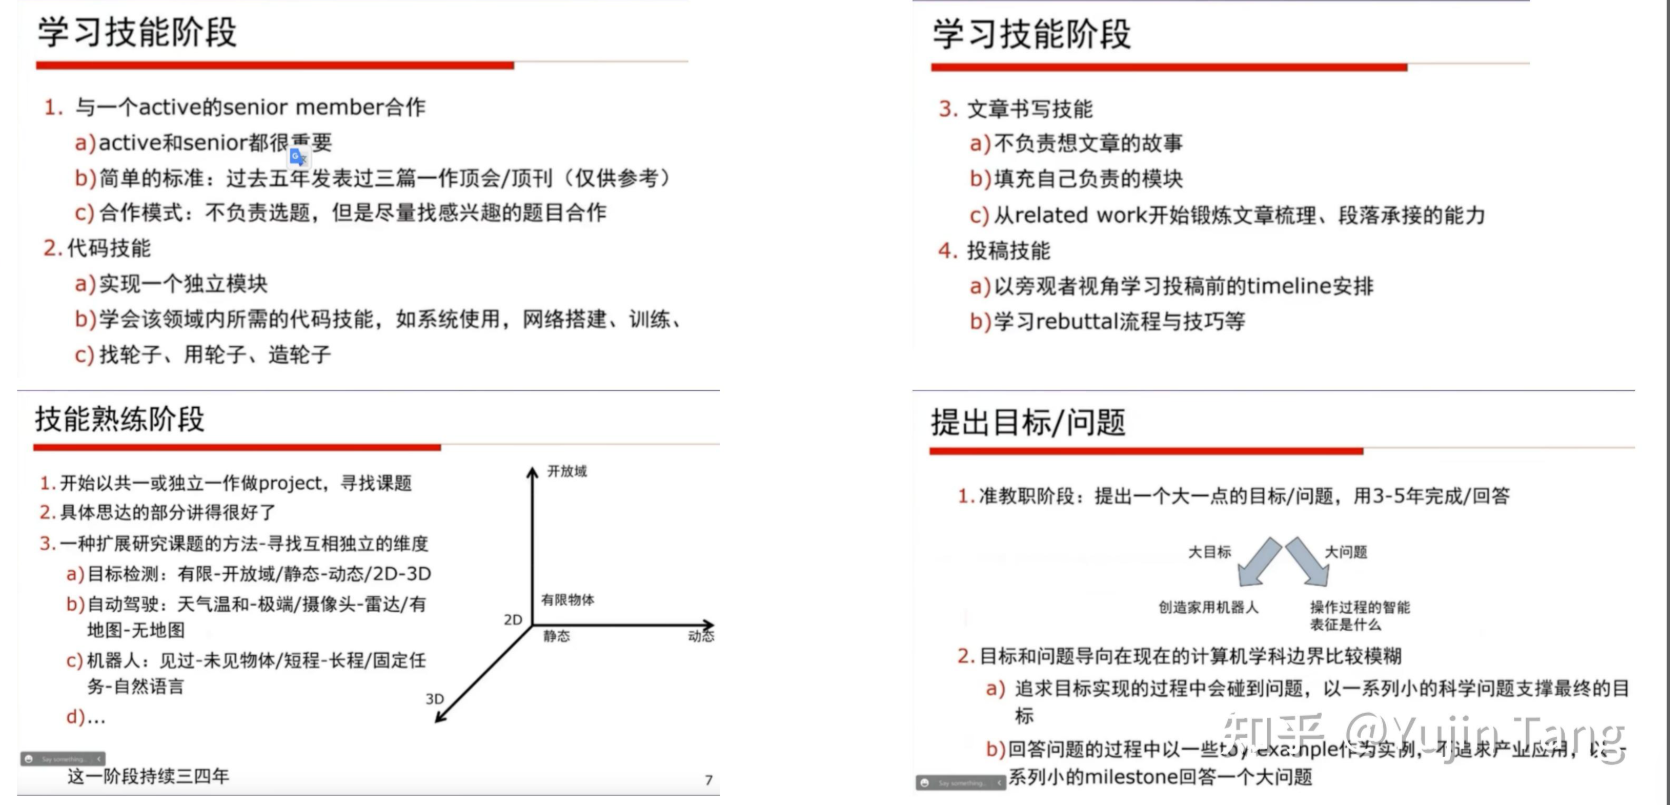 学习技能阶段
1. 与一个active的senior member合作
a)active和senior都很重要
b)简单的标准：过去五年发表过三篇一作顶会/顶刊（仅供参考）
c)合作模式：不负责选题，但是尽量找感兴趣的题目合作
2.代码技能
a)实现一个独立模块
b)学会该领域内所需的代码技能，如系统使用，网络搭建、训练、
c)找轮子、用轮子、造轮子
学习技能阶段
3. 文章书写技能
a)不负责想文章的故事
b)填充自己负责的模块
c)从related work开始锻炼文章梳理、段落承接的能力
4. 投稿技能
a)以旁观者视角学习投稿前的timeline安排
b)学习rebuttal流程与技巧等
技能熟练阶段
1.开始以共一或独立一作做project，寻找课题
2.具体思达的部分讲得很好了
3.一种扩展研究课题的方法-寻找互相独立的维度
a)目标检测：有限-开放域/静态-动态/2D-3D
b)自动驾驶：天气温和-极端/摄像头-雷达/有
地图-无地图
c)机器人：见过-未见物体/短程-长程/固定任
务-自然语言
d)...
开放域
有限物体
2D
静态
动态
3D
Say something...
这一阶段持续三四年
7
提出目标/问题
1.准教职阶段：提出一个大一点的目标/问题，用3-5年完成/回答
大目标
大问题
创造家用机器人
操作过程的智能
表征是什么
2.目标和问题导向在现在的计算机学科边界比较模糊
a) 追求目标实现的过程中会碰到问题，以一系列小的科学问题支撑最终的目
标
b)回答问题的过程中以一些toy example作为实例，不追求产业应用，以一
系列小的milestone回答一个大问题
Say something...
知乎 @Yujin Tang